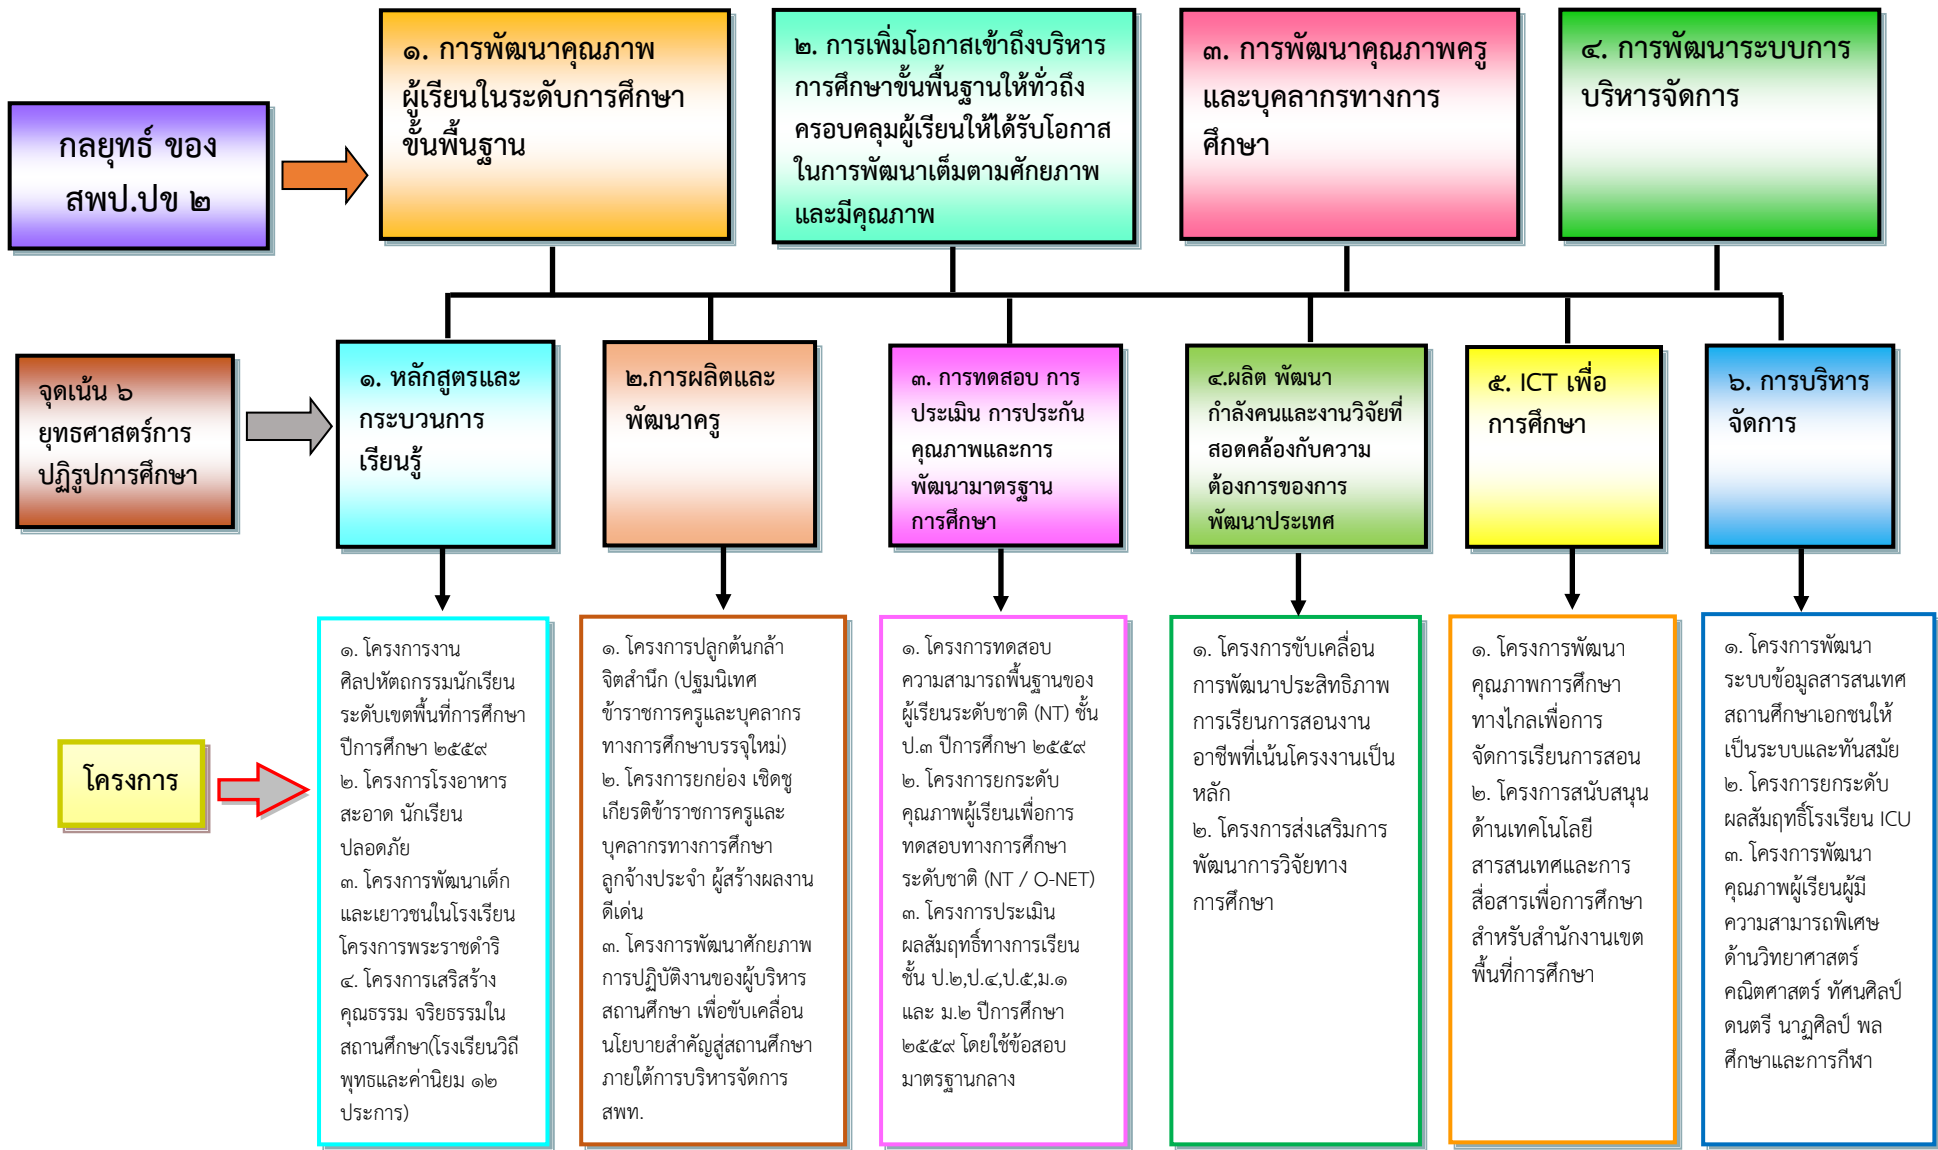 กลยุทธ์ ของ
สพป.ปข ๒
๑. การพัฒนาคุณภาพ
ผู้เรียนในระดับการศึกษา
ขั้นพื้นฐาน
๒. การเพิ่มโอกาสเข้าถึงบริหาร
การศึกษาขั้นพื้นฐานให้ทั่วถึง
ครอบคลุมผู้เรียนให้ได้รับโอกาส
ในการพัฒนาเต็มตามศักยภาพ
และมีคุณภาพ
๓. การพัฒนาคุณภาพครู
และบุคลากรทางการ
ศึกษา
๔. การพัฒนาระบบการ
บริหารจัดการ
จุดเน้น ๖
ยุทธศาสตร์การ
ปฏิรูปการศึกษา
๑. หลักสูตรและ
กระบวนการ
เรียนรู้
๒.การผลิตและ
พัฒนาครู
๓. การทดสอบ การ
ประเมิน การประกัน
คุณภาพและการ
พัฒนามาตรฐาน
การศึกษา
๔.ผลิต พัฒนา
กำลังคนและงานวิจัยที่
สอดคล้องกับความ
ต้องการของการ
พัฒนาประเทศ
๕. ICT เพื่อ
การศึกษา
๖. การบริหาร
จัดการ
โครงการ
๑. โครงการงาน
ศิลปหัตถกรรมนักเรียน
ระดับเขตพื้นที่การศึกษา
ปีการศึกษา ๒๕๕๙
๒. โครงการโรงอาหาร
สะอาด นักเรียน
ปลอดภัย
๓. โครงการพัฒนาเด็ก
และเยาวชนในโรงเรียน
โครงการพระราชดำริ
๔. โครงการเสริสร้าง
คุณธรรม จริยธรรมใน
สถานศึกษา(โรงเรียนวิถี
พุทธและค่านิยม ๑๒
ประการ)
๑. โครงการปลูกต้นกล้า
จิตสำนึก (ปฐมนิเทศ
ข้าราชการครูและบุคลากร
ทางการศึกษาบรรจุใหม่)
๒. โครงการยกย่อง เชิดชู
เกียรติข้าราชการครูและ
บุคลากรทางการศึกษา
ลูกจ้างประจำ ผู้สร้างผลงาน
ดีเด่น
๓. โครงการพัฒนาศักยภาพ
การปฏิบัติงานของผู้บริหาร
สถานศึกษา เพื่อขับเคลื่อน
นโยบายสำคัญสู่สถานศึกษา
ภายใต้การบริหารจัดการ
สพท.
๑. โครงการทดสอบ
ความสามารถพื้นฐานของ
ผู้เรียนระดับชาติ (NT) ชั้น
ป.๓ ปีการศึกษา ๒๕๕๙
๒. โครงการยกระดับ
คุณภาพผู้เรียนเพื่อการ
ทดสอบทางการศึกษา
ระดับชาติ (NT / O-NET)
๓. โครงการประเมิน
ผลสัมฤทธิ์ทางการเรียน
ชั้น ป.๒,ป.๔,ป.๕,ม.๑
และ ม.๒ ปีการศึกษา
๒๕๕๙ โดยใช้ข้อสอบ
มาตรฐานกลาง
๑. โครงการขับเคลื่อน
การพัฒนาประสิทธิภาพ
การเรียนการสอนงาน
อาชีพที่เน้นโครงงานเป็น
หลัก
๒. โครงการส่งเสริมการ
พัฒนาการวิจัยทาง
การศึกษา
๑. โครงการพัฒนา
คุณภาพการศึกษา
ทางไกลเพื่อการ
จัดการเรียนการสอน
๒. โครงการสนับสนุน
ด้านเทคโนโลยี
สารสนเทศและการ
สื่อสารเพื่อการศึกษา
สำหรับสำนักงานเขต
พื้นที่การศึกษา
๑. โครงการพัฒนา
ระบบข้อมูลสารสนเทศ
สถานศึกษาเอกชนให้
เป็นระบบและทันสมัย
๒. โครงการยกระดับ
ผลสัมฤทธิ์โรงเรียน ICU
๓. โครงการพัฒนา
คุณภาพผู้เรียนผู้มี
ความสามารถพิเศษ
ด้านวิทยาศาสตร์
คณิตศาสตร์ ทัศนศิลป์
ดนตรี นาฏศิลป์ พล
ศึกษาและการกีฬา